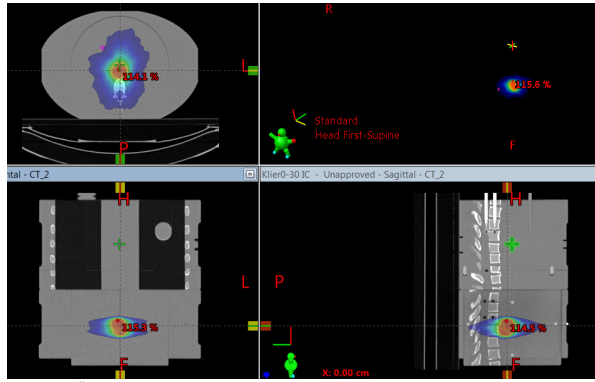 L
114.1 %
P
R
115.6 %
Standard
Head First-Supine
F
ntal - CT_2
Klier0-30 IC - Unapproved - Sagittal - CT_2
H
L
115.3 %
F
H
P
114.5 %
X: 0.00 cm
F